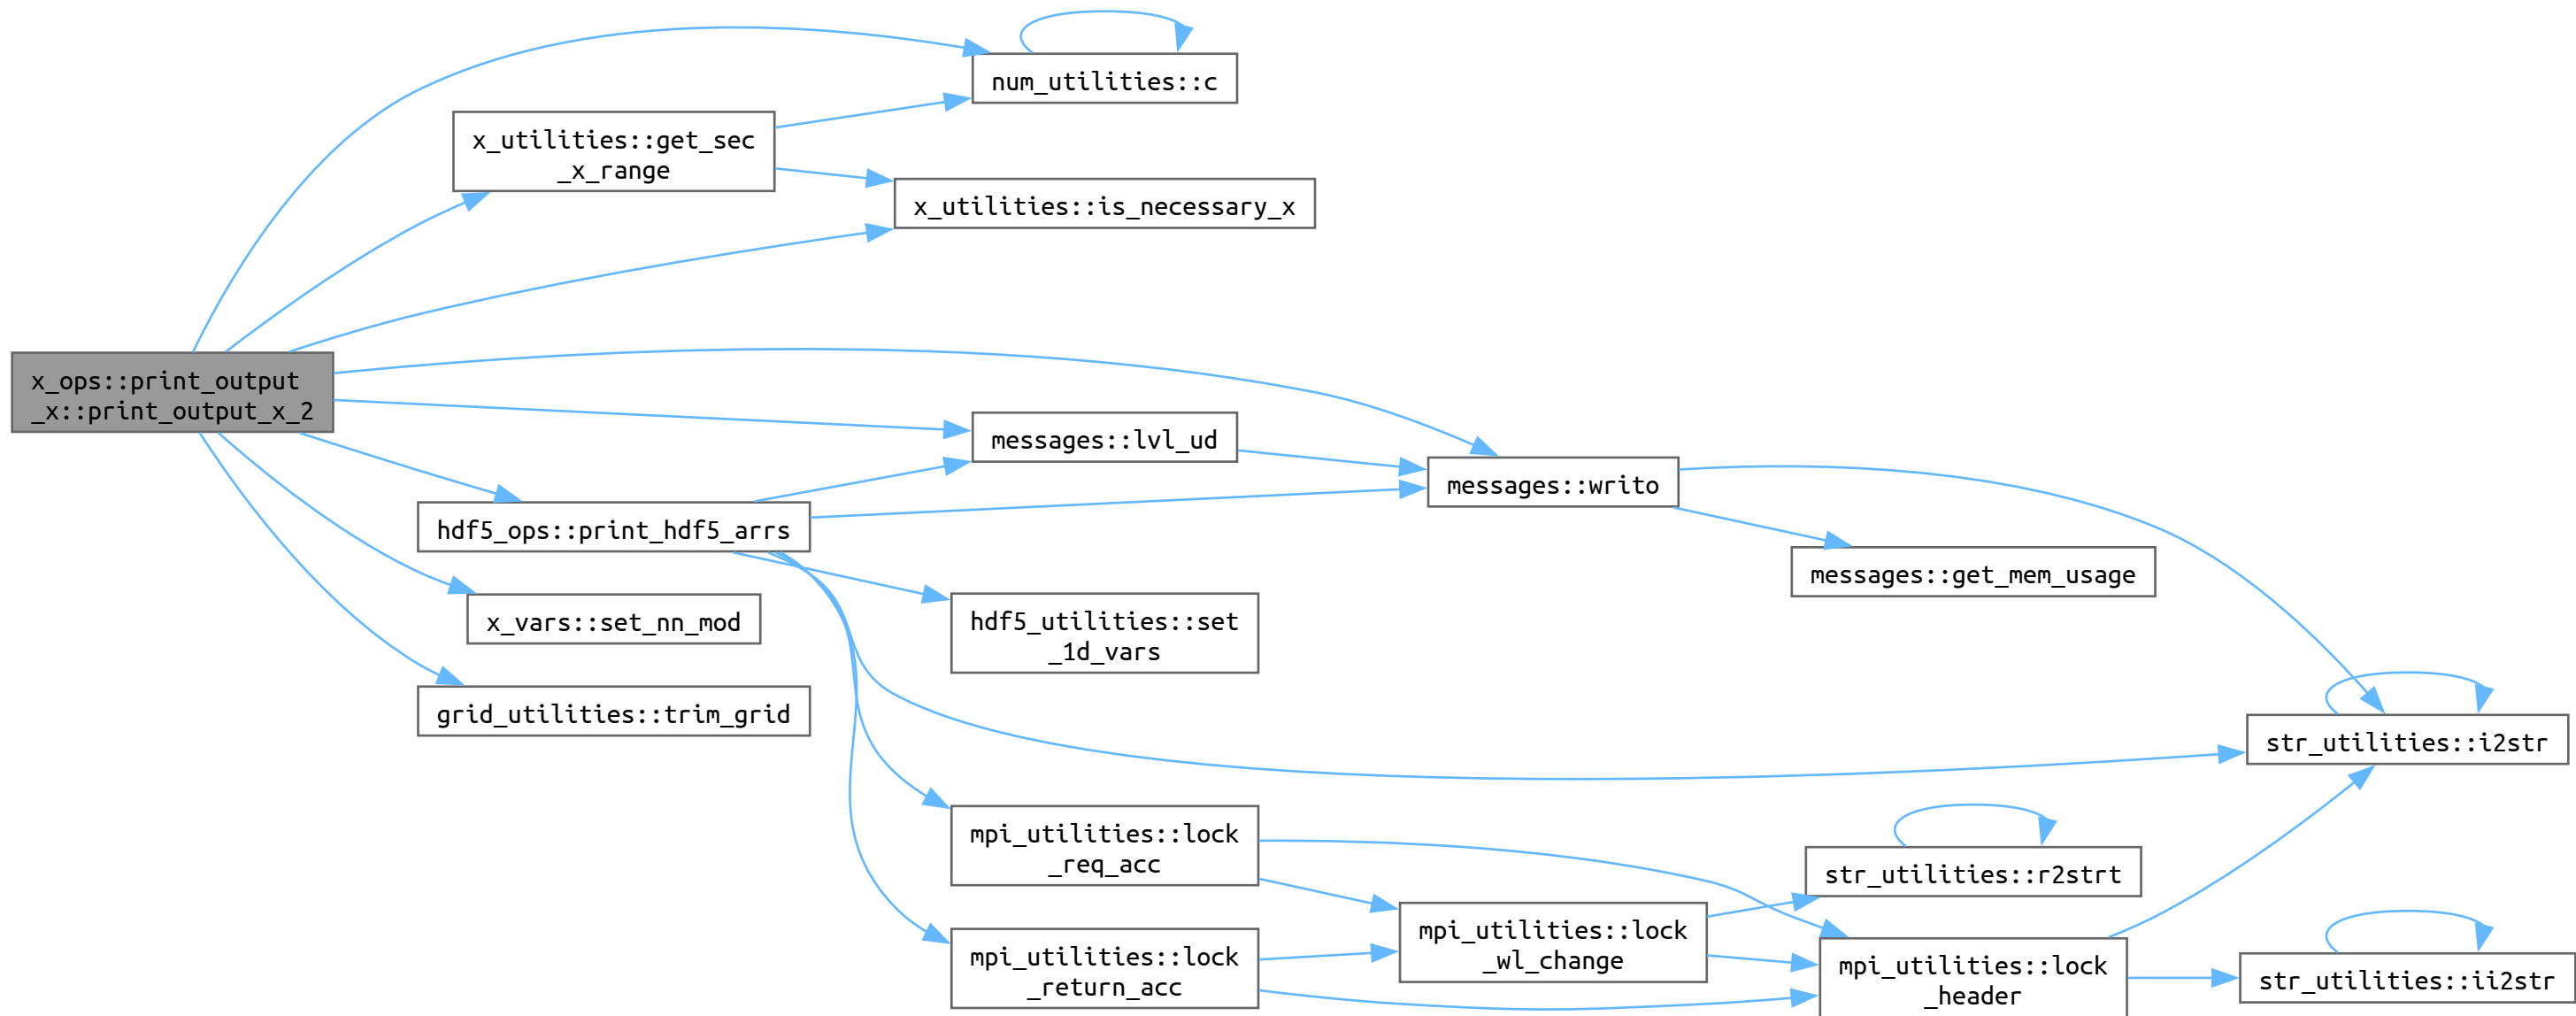 num_utilities::c
x_utilities::get_sec
_x_range
x_utilities::is_necessary_x
x_ops::print_output
_x::print_output_x_2
messages::lvl_ud
messages::writo
hdf5_ops::print_hdf5_arrs
messages::get_mem_usage
x_vars::set_nn_mod
hdf5_utilities::set
_1d_vars
grid_utilities::trim_grid
str_utilities::i2str
mpi_utilities::lock
_req_acc
str_utilities::r2strt
mpi_utilities::lock
_wl_change
mpi_utilities::lock
_return_acc
mpi_utilities::lock
_header
str_utilities::ii2str